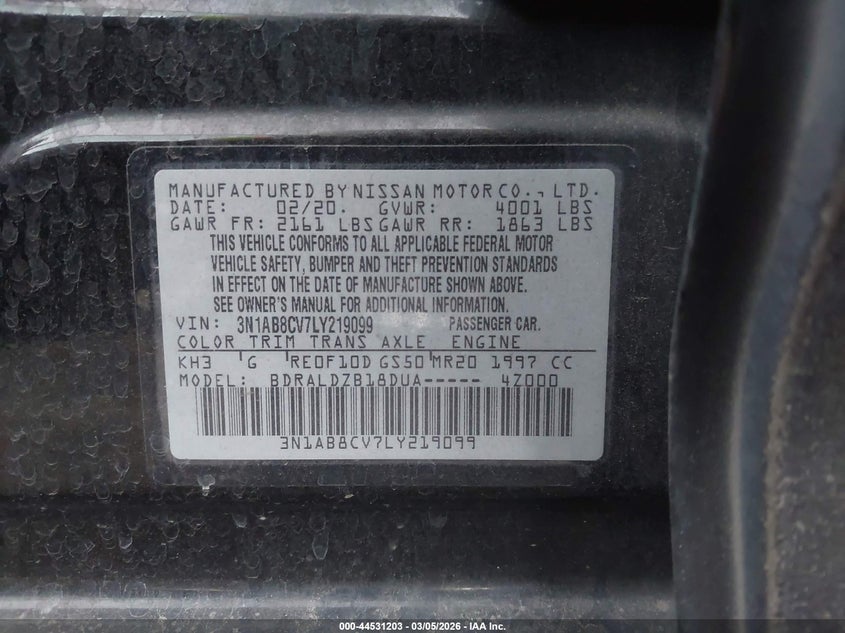 MANUFACTURED BY NISSAN MOTOR CO., LTD.
DATE: 02/20. GVWR: 4001 LBS
GAWR FR: 2161 LBS GAWR RR: 1863 LBS
THIS VEHICLE CONFORMS TO ALL APPLICABLE FEDERAL MOTOR
VEHICLE SAFETY, BUMPER AND THEFT PREVENTION STANDARDS
IN EFFECT ON THE DATE OF MANUFACTURE SHOWN ABOVE.
SEE OWNER'S MANUAL FOR ADDITIONAL INFORMATION.
VIN: 3N1AB8CV7LY219099 PASSENGER CAR.
COLOR TRIM TRANS AXLE ENGINE
KH3 G RE0F10D GS50 MR20 1997 CC
MODEL: BDRALDZB18DUA----- 4Z000
3N1AB8CV7LY219099
000-44531203 - 03/05/2026 - IAA Inc.